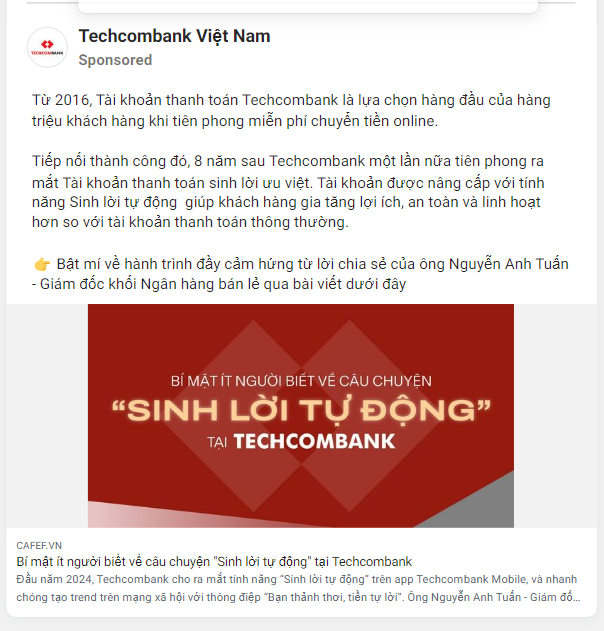 TECHCOMBANK
Techcombank Việt Nam
Sponsored
Từ 2016, Tài khoản thanh toán Techcombank là lựa chọn hàng đầu của hàng
triệu khách hàng khi tiên phong miễn phí chuyển tiền online.
Tiếp nối thành công đó, 8 năm sau Techcombank một lần nữa tiên phong ra
mắt Tài khoản thanh toán sinh lời ưu việt. Tài khoản được nâng cấp với tính
năng Sinh lời tự động giúp khách hàng gia tăng lợi ích, an toàn và linh hoạt
hơn so với tài khoản thanh toán thông thường.
👉 Bật mí về hành trình đầy cảm hứng từ lời chia sẻ của ông Nguyễn Anh Tuấn
- Giám đốc khối Ngân hàng bán lẻ qua bài viết dưới đây
BÍ MẬT ÍT NGƯỜI BIẾT VỀ CÂU CHUYỆN
“SINH LỜI TỰ ĐỘNG”
TẠI TECHCOMBANK
CAFEF.VN
Bí mật ít người biết về câu chuyện "Sinh lời tự động" tại Techcombank
Đầu năm 2024, Techcombank cho ra mắt tính năng “Sinh lời tự động” trên app Techcombank Mobile, và nhanh
chóng tạo trend trên mạng xã hội với thông điệp “Bạn thảnh thơi, tiền tự lời”. Ông Nguyễn Anh Tuấn - Giám đố...